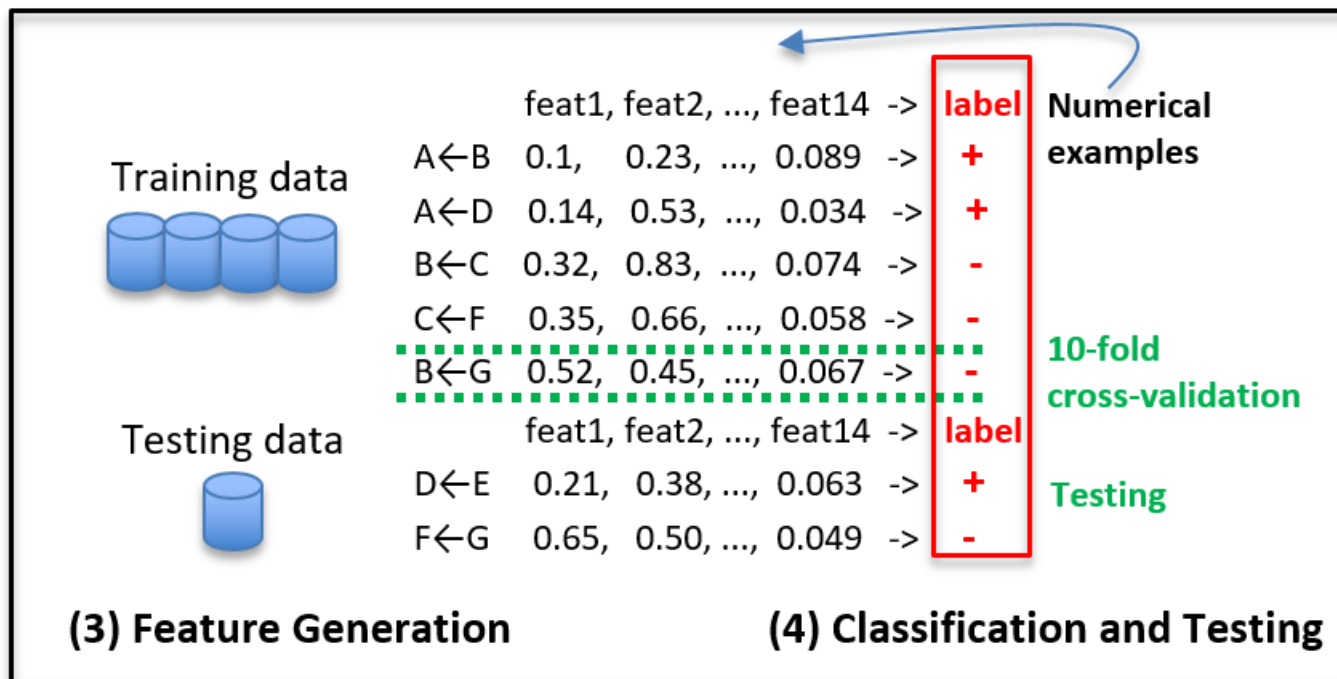 feat1, feat2, ..., feat14 -> label
Numerical
examples
Training data
A←B 0.1, 0.23, ..., 0.089 -> +
A←D 0.14, 0.53, ..., 0.034 -> +
B←C 0.32, 0.83, ..., 0.074 -> -
C←F 0.35, 0.66, ..., 0.058 -> -
B←G 0.52, 0.45, ..., 0.067 -> -
10-fold
cross-validation
Testing data
feat1, feat2, ..., feat14 -> label
D←E 0.21, 0.38, ..., 0.063 -> +
F←G 0.65, 0.50, ..., 0.049 -> -
Testing
(3) Feature Generation
(4) Classification and Testing